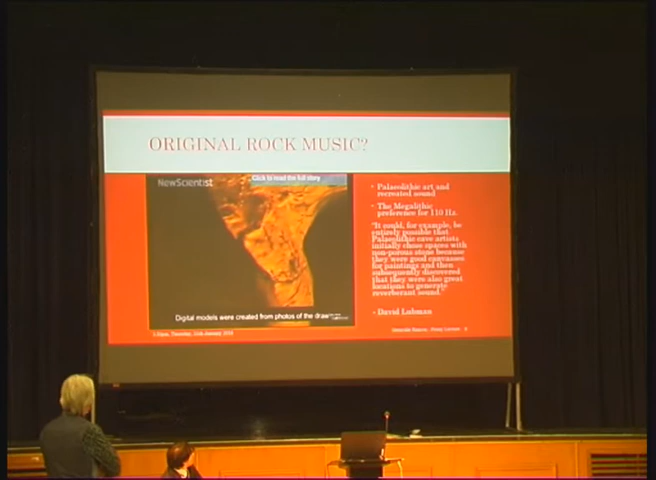 ORIGINAL ROCK MUSIC?
NewScientist
Click to read the full story
Digital models were created from photos of the draw
• Palaeolithic art and
recreated sound
• The Megalithic
preference for 110 Hz.
"It could, for example, be
entirely possible that
Palaeolithic cave artists
initially chose spaces with
non-porous stone because
they were good canvasses
for paintings and then
subsequently discovered
that they were also great
locations to generate
reverberant sound."
- David Lubman